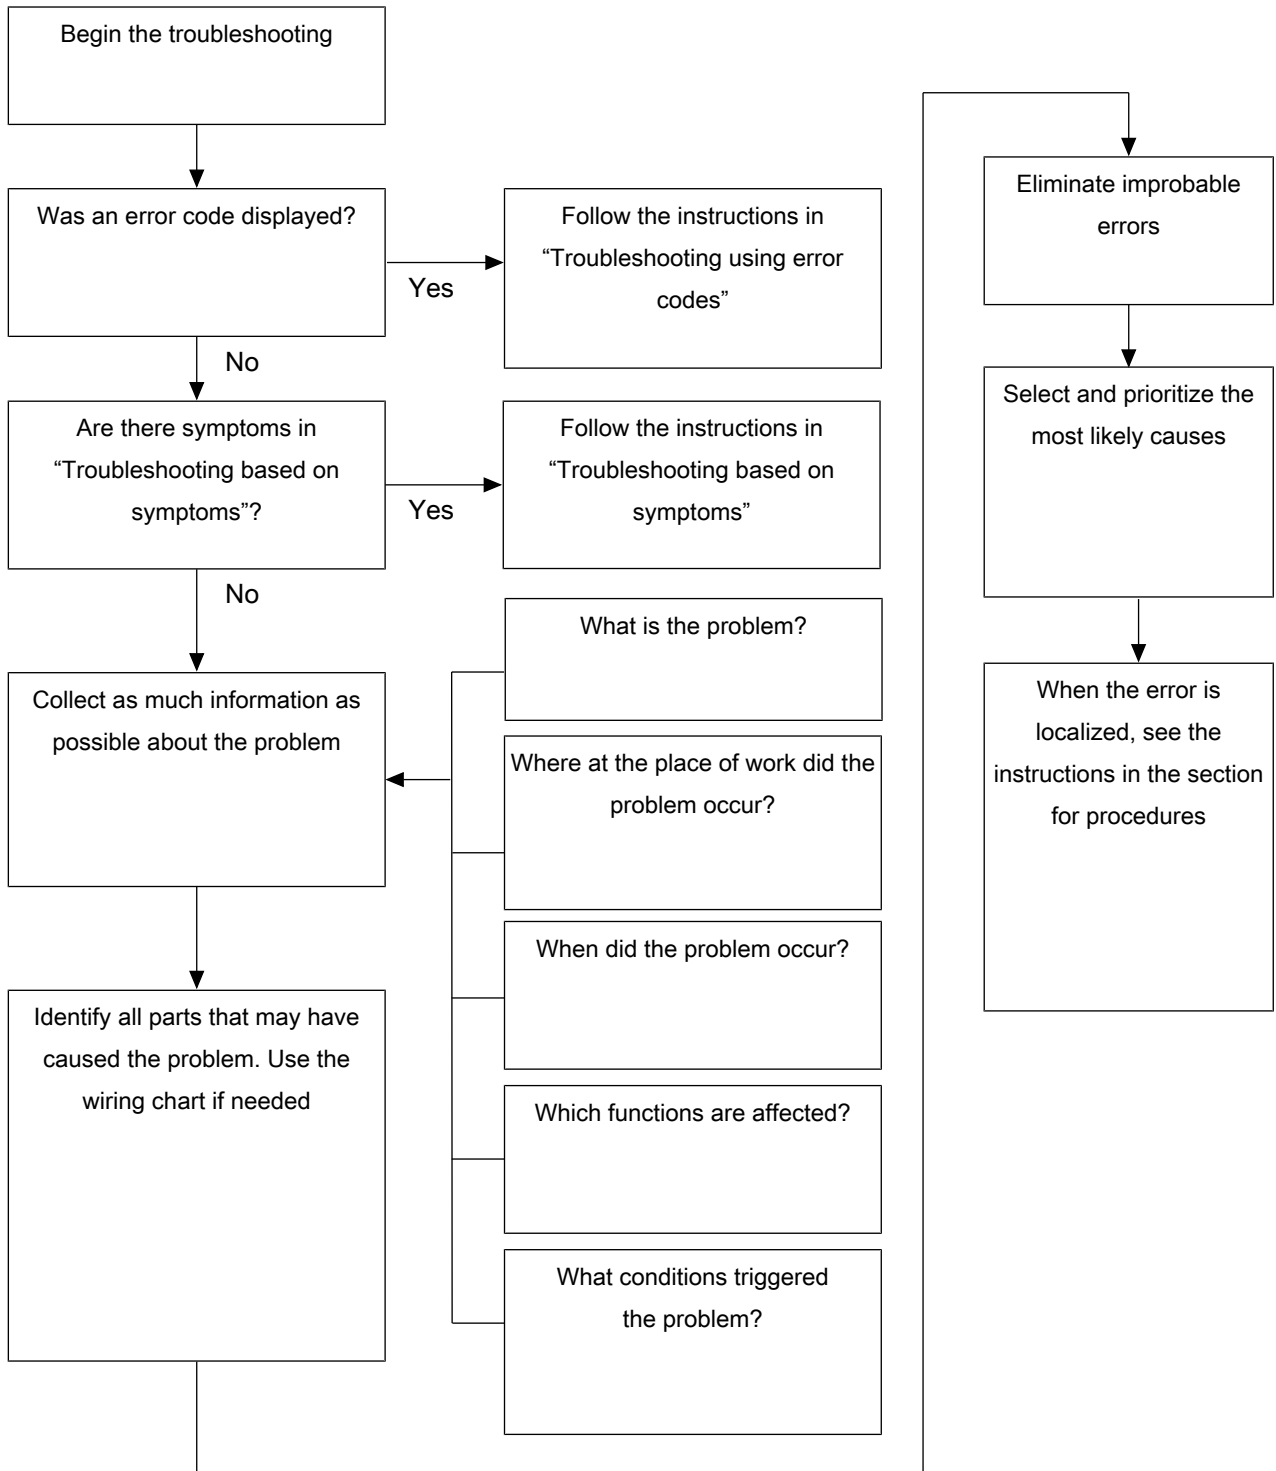 Begin the troubleshooting
Was an error code displayed?
Yes
Follow the instructions in
“Troubleshooting using error
codes”
No
Are there symptoms in
“Troubleshooting based on
symptoms”?
Yes
Follow the instructions in
“Troubleshooting based on
symptoms”
No
Collect as much information as
possible about the problem
What is the problem?
Where at the place of work did the
problem occur?
When did the problem occur?
Which functions are affected?
What conditions triggered
the problem?
Identify all parts that may have
caused the problem. Use the
wiring chart if needed
Eliminate improbable
errors
Select and prioritize the
most likely causes
When the error is
localized, see the
instructions in the section
for procedures